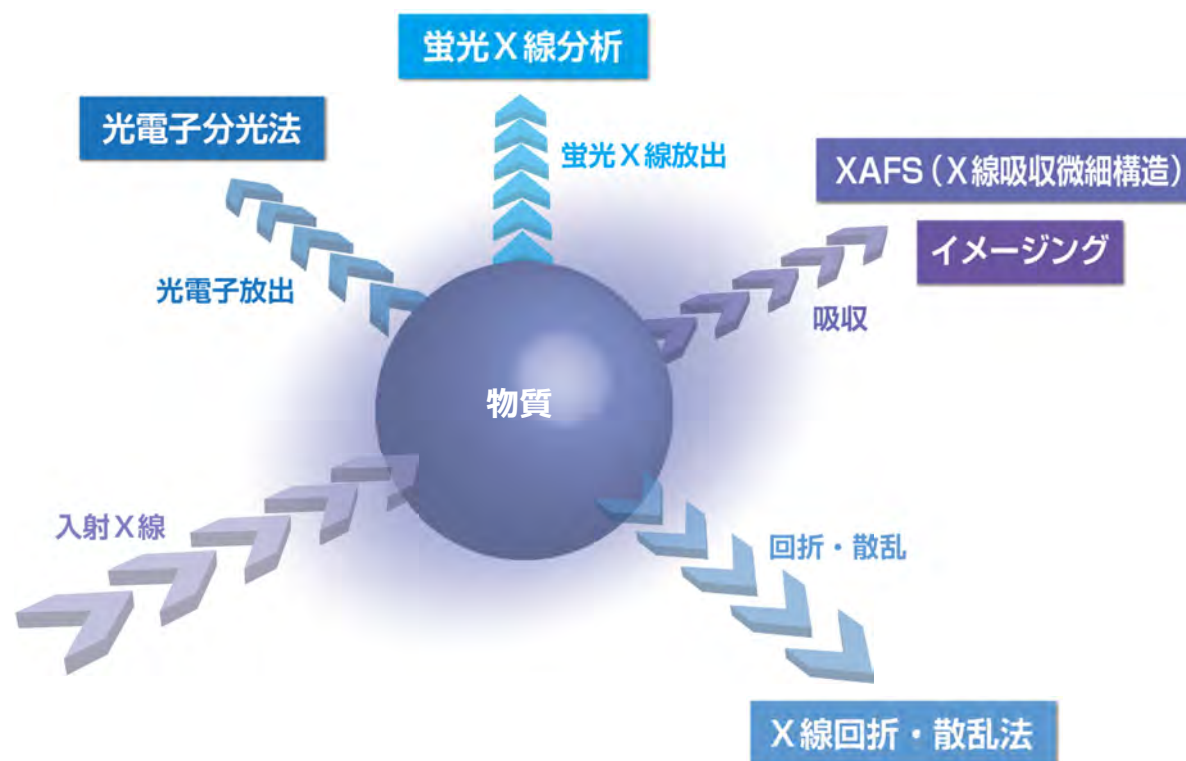 蛍光X線分析
光電子分光法
蛍光X線放出
XAFS(X線吸収微細構造)
イメージング
光電子放出
吸収
物質
入射X線
回折・散乱
X線回折・散乱法